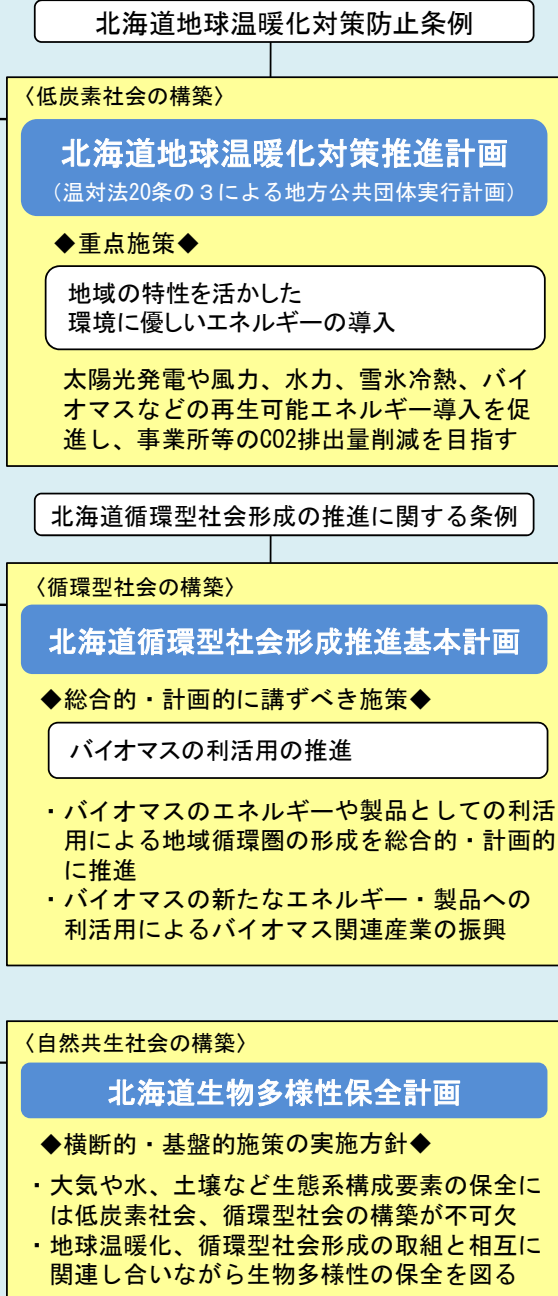 北海道地球温暖化対策防止条例
〈低炭素社会の構築〉
北海道地球温暖化対策推進計画
（温対法20条の３による地方公共団体実行計画）
◆重点施策◆
地域の特性を活かした
環境に優しいエネルギーの導入
太陽光発電や風力、水力、雪氷冷熱、バイ
オマスなどの再生可能エネルギー導入を促
進し、事業所等のCO2排出量削減を目指す
北海道循環型社会形成の推進に関する条例
〈循環型社会の構築〉
北海道循環型社会形成推進基本計画
◆総合的・計画的に講ずべき施策◆
バイオマスの利活用の推進
・バイオマスのエネルギーや製品としての利活
用による地域循環圏の形成を総合的・計画的
に推進
・バイオマスの新たなエネルギー・製品への
利活用によるバイオマス関連産業の振興
〈自然共生社会の構築〉
北海道生物多様性保全計画
◆横断的・基盤的施策の実施方針◆
・大気や水、土壌など生態系構成要素の保全に
は低炭素社会、循環型社会の構築が不可欠
・地球温暖化、循環型社会形成の取組と相互に
関連し合いながら生物多様性の保全を図る